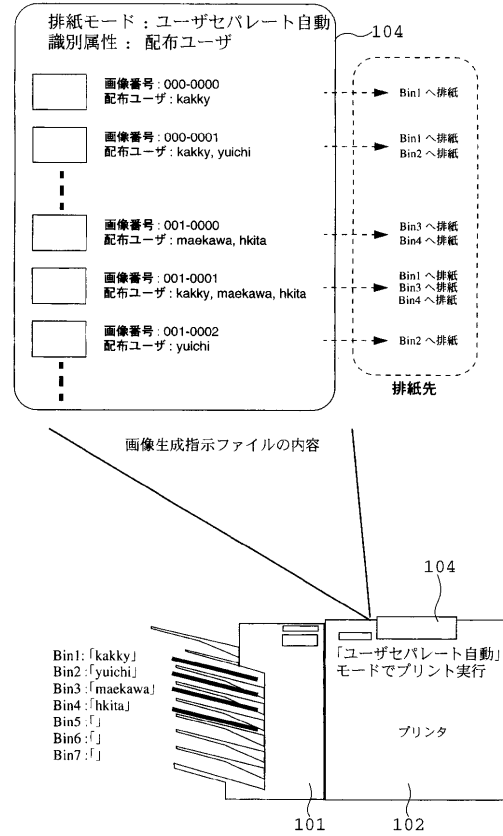 排紙モード：ユーザセパレート自動
識別属性： 配布ユーザ
104
画像番号 : 000-0000
配布ユーザ : kakky
Bin1 へ排紙
画像番号 : 000-0001
配布ユーザ : kakky, yuichi
Bin1 へ排紙
Bin2 へ排紙
画像番号 : 001-0000
配布ユーザ : maekawa, hkita
Bin3 へ排紙
Bin4 へ排紙
画像番号 : 001-0001
配布ユーザ : kakky, maekawa, hkita
Bin1 へ排紙
Bin3 へ排紙
Bin4 へ排紙
画像番号 : 001-0002
配布ユーザ : yuichi
Bin2 へ排紙
排紙先
画像生成指示ファイルの内容
104
「ユーザセパレート自動」
モードでプリント実行
Bin1:「kakky」
Bin2 :「yuichi」
Bin3 :「maekawa」
Bin4 :「hkita」
Bin5 :「」
Bin6 :「」
Bin7 :「」
プリンタ
101
102